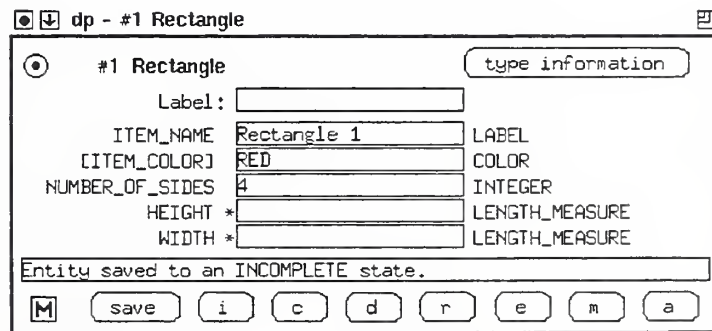 dp - #1 Rectangle
#1 Rectangle type information
Label:
ITEM_NAME Rectangle 1 LABEL
[ITEM_COLOR] RED COLOR
NUMBER_OF_SIDES 4 INTEGER
HEIGHT * LENGTH_MEASURE
WIDTH * LENGTH_MEASURE
Entity saved to an INCOMPLETE state.
M save i c d r e m a